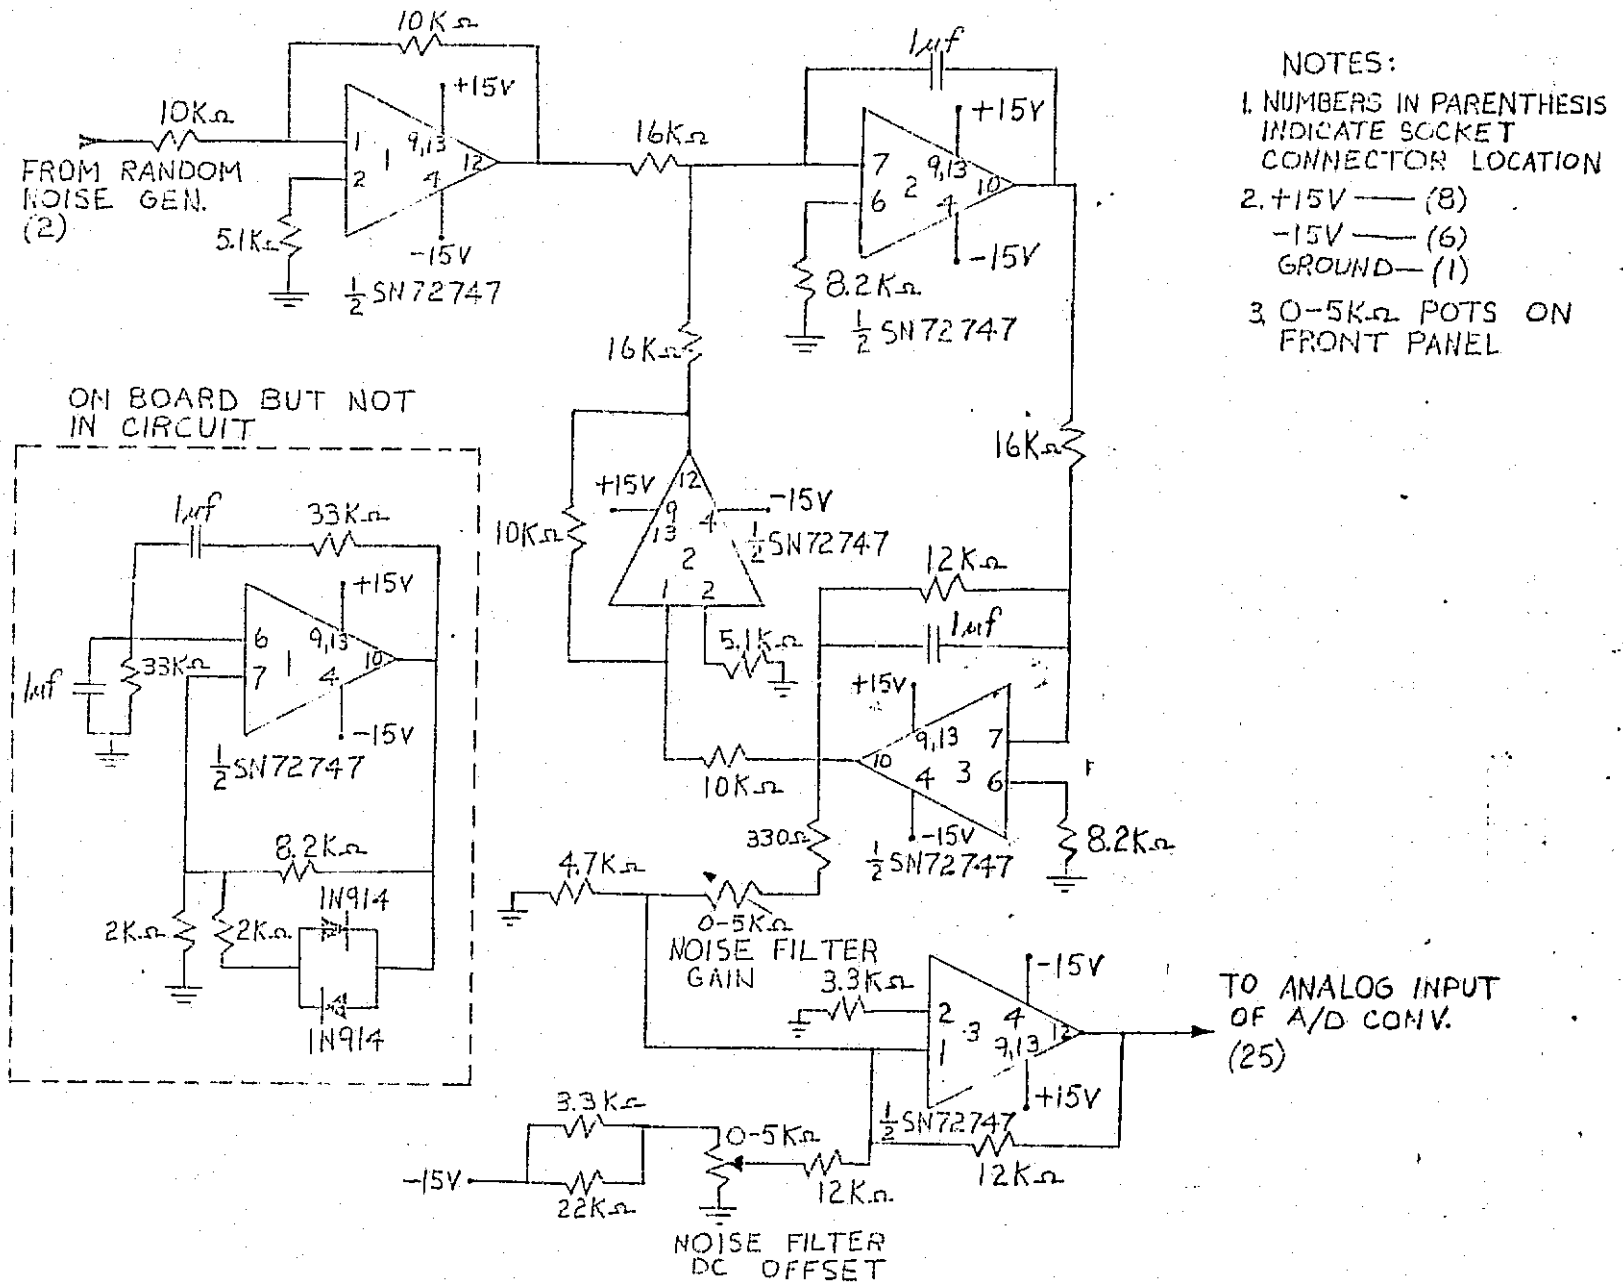 10KΩ
+15V
10KΩ
1
9,13
1
12
2
4
FROM RANDOM
NOISE GEN.
(2)
5.1KΩ
-15V
1/2 SN72747
16KΩ
1μf
+15V
7
9,13
2
10
6
4
-15V
8.2KΩ
1/2 SN72747
NOTES:
1. NUMBERS IN PARENTHESIS
INDICATE SOCKET
CONNECTOR LOCATION
2. +15V — (8)
-15V — (6)
GROUND — (1)
3. 0-5KΩ POTS ON
FRONT PANEL
16KΩ
16KΩ
12
+15V
-15V
9
13
4
10KΩ
1/2 SN72747
2
1 2
5.1KΩ
12KΩ
1μf
+15V
9,13
7
10
3
4
6
10KΩ
-15V
330Ω
1/2 SN72747
8.2KΩ
ON BOARD BUT NOT
IN CIRCUIT
1μf
33KΩ
+15V
6
9,13
1
10
33KΩ
7
4
1μf
-15V
1/2 SN72747
8.2KΩ
1N914
2KΩ
2KΩ
1N914
4.7KΩ
0-5KΩ
NOISE FILTER
GAIN
3.3KΩ
-15V
2
4
3
12
1
9,13
+15V
1/2 SN72747
12KΩ
TO ANALOG INPUT
OF A/D CONV.
(25)
3.3KΩ
0-5KΩ
-15V
22KΩ
12KΩ
NOISE FILTER
DC OFFSET